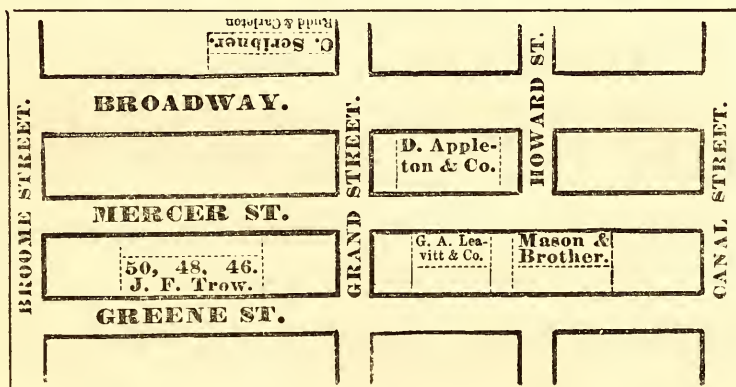 Rudd & Carleton
C. Scribner.
BROADWAY.
HOWARD ST.
D. Apple-
ton & Co.
BROOME STREET.
MERCER ST.
GRAND STREET.
CANAL STREET.
50, 48, 46.
J. F. Trow.
G. A. Lea-
vitt & Co.
Mason &
Brother.
GREENE ST.